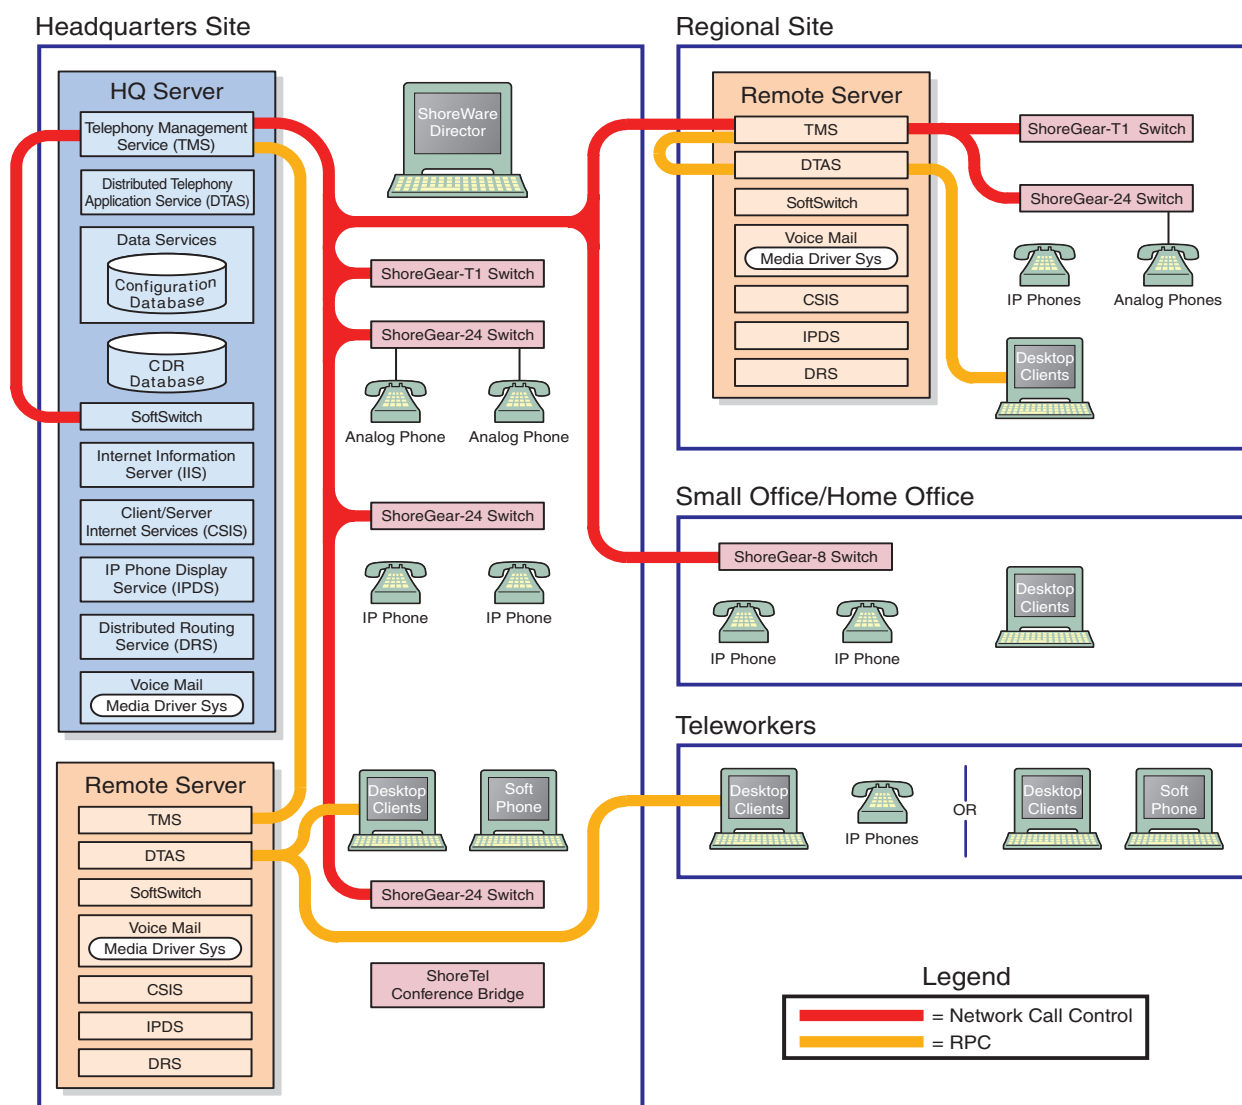 Headquarters Site
HQ Server
Telephony Management
Service (TMS)
Distributed Telephony
Application Service (DTAS)
Data Services
Configuration
Database
CDR
Database
SoftSwitch
Internet Information
Server (IIS)
Client/Server
Internet Services (CSIS)
IP Phone Display
Service (IPDS)
Distributed Routing
Service (DRS)
Voice Mail
Media Driver Sys
Remote Server
TMS
DTAS
SoftSwitch
Voice Mail
Media Driver Sys
CSIS
IPDS
DRS
ShoreWare
Director
ShoreGear-T1 Switch
ShoreGear-24 Switch
Analog Phone
Analog Phone
ShoreGear-24 Switch
IP Phone
IP Phone
Desktop
Clients
Soft
Phone
ShoreGear-24 Switch
ShoreTel
Conference Bridge
Regional Site
Remote Server
TMS
DTAS
SoftSwitch
Voice Mail
Media Driver Sys
CSIS
IPDS
DRS
ShoreGear-T1 Switch
ShoreGear-24 Switch
IP Phones
Analog Phones
Desktop
Clients
Small Office/Home Office
ShoreGear-8 Switch
IP Phone
IP Phone
Desktop
Clients
Teleworkers
Desktop
Clients
IP Phones
OR
Desktop
Clients
Soft
Phone
Legend
= Network Call Control
= RPC